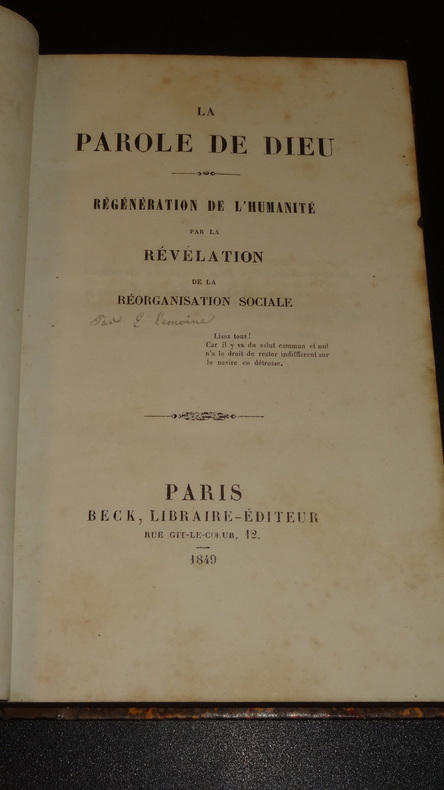 LA
PAROLE DE DIEU
RÉGÉNÉRATION DE L'HUMANITÉ
PAR LA
RÉVÉLATION
DE LA
RÉORGANISATION SOCIALE
Par E Lemoine
Lisez tout!
Car il y va du salut commun et nul
n'a le droit de rester indifférent sur
le navire en détresse.
PARIS
BECK, LIBRAIRE-ÉDITEUR
RUE GIT-LE-CŒUR, 12.
1849